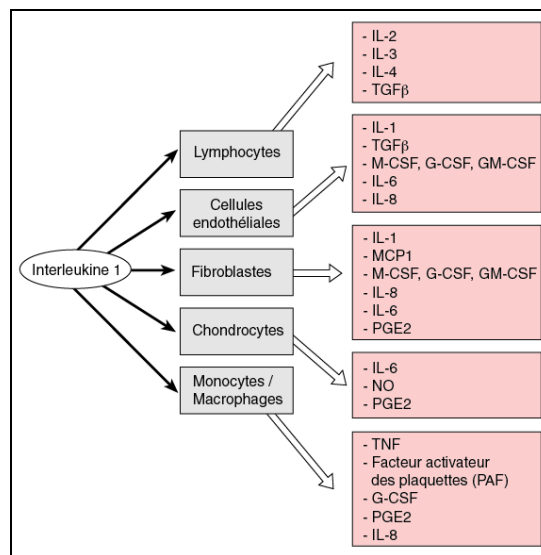 Interleukine 1
Lymphocytes
Cellules
endothéliales
Fibroblastes
Chondrocytes
Monocytes /
Macrophages
- IL-2
- IL-3
- IL-4
- TGFβ
- IL-1
- TGFβ
- M-CSF, G-CSF, GM-CSF
- IL-6
- IL-8
- IL-1
- MCP1
- M-CSF, G-CSF, GM-CSF
- IL-8
- IL-6
- PGE2
- IL-6
- NO
- PGE2
- TNF
- Facteur activateur
des plaquettes (PAF)
- G-CSF
- PGE2
- IL-8